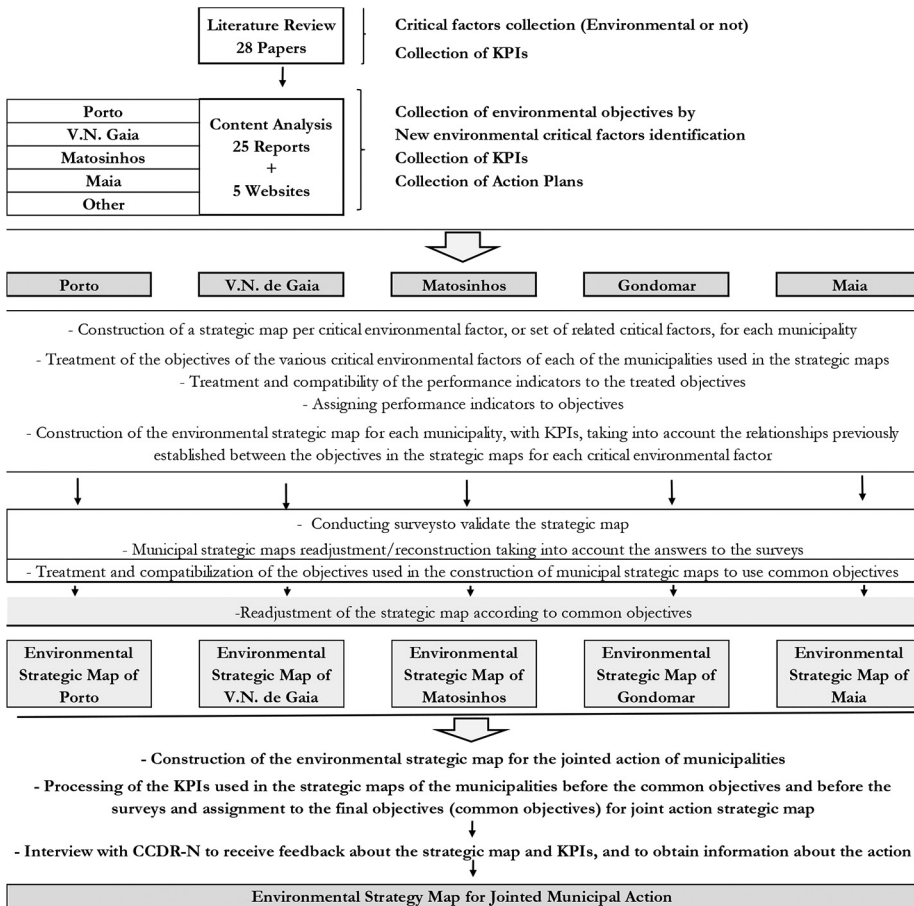 Literature Review
28 Papers
Critical factors collection (Environmental or not)
Collection of KPIs
Porto
V.N. Gaia
Matosinhos
Maia
Other
Content Analysis
25 Reports
+
5 Websites
Collection of environmental objectives by
New environmental critical factors identification
Collection of KPIs
Collection of Action Plans
Porto
V.N. de Gaia
Matosinhos
Gondomar
Maia
- Construction of a strategic map per critical environmental factor, or set of related critical factors, for each municipality
- Treatment of the objectives of the various critical environmental factors of each of the municipalities used in the strategic maps
- Treatment and compatibility of the performance indicators to the treated objectives
- Assigning performance indicators to objectives
- Construction of the environmental strategic map for each municipality, with KPIs, taking into account the relationships previously
established between the objectives in the strategic maps for each critical environmental factor
- Conducting surveysto validate the strategic map
- Municipal strategic maps readjustment/reconstruction taking into account the answers to the surveys
- Treatment and compatibilization of the objectives used in the construction of municipal strategic maps to use common objectives
-Readjustment of the strategic map according to common objectives
Environmental
Strategic Map of
Porto
Environmental
Strategic Map of
V.N. de Gaia
Environmental
Strategic Map of
Matosinhos
Environmental
Strategic Map of
Gondomar
Environmental
Strategic Map of
Maia
- Construction of the environmental strategic map for the jointed action of municipalities
- Processing of the KPIs used in the strategic maps of the municipalities before the common objectives and before the
surveys and assignment to the final objectives (common objectives) for joint action strategic map
- Interview with CCDR-N to receive feedback about the strategic map and KPIs, and to obtain information about the action
Environmental Strategy Map for Jointed Municipal Action